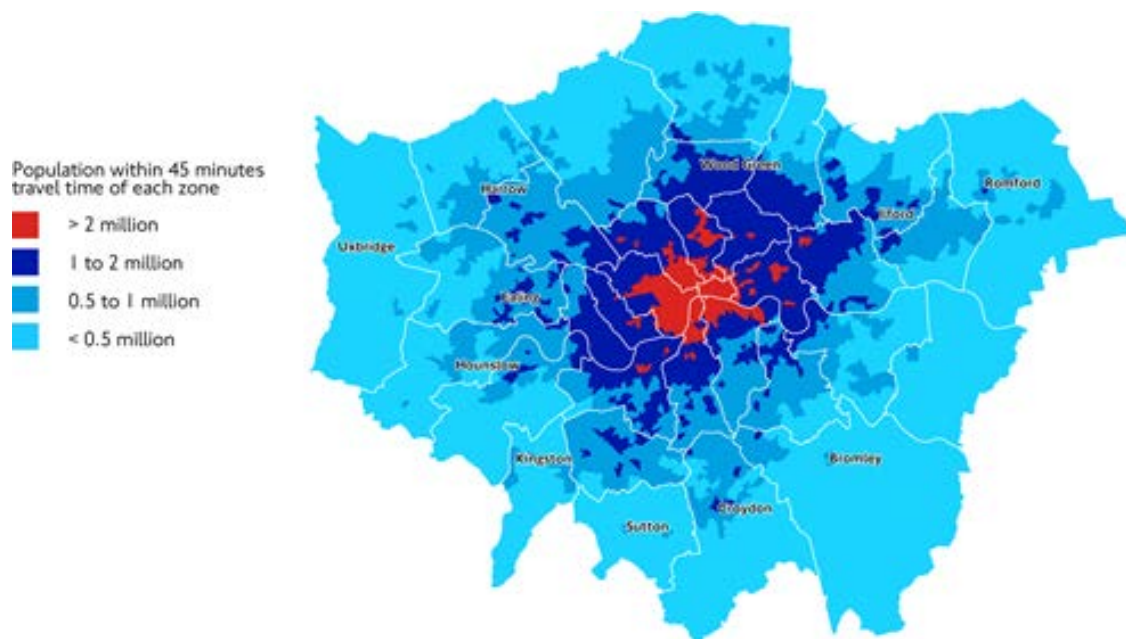 Population within 45 minutes
travel time of each zone
> 2 million
1 to 2 million
0.5 to 1 million
< 0.5 million
Wood Green
Harrow
Romford
Ilford
Uxbridge
Ealing
Hounslow
Kingston
Bromley
Croydon
Sutton